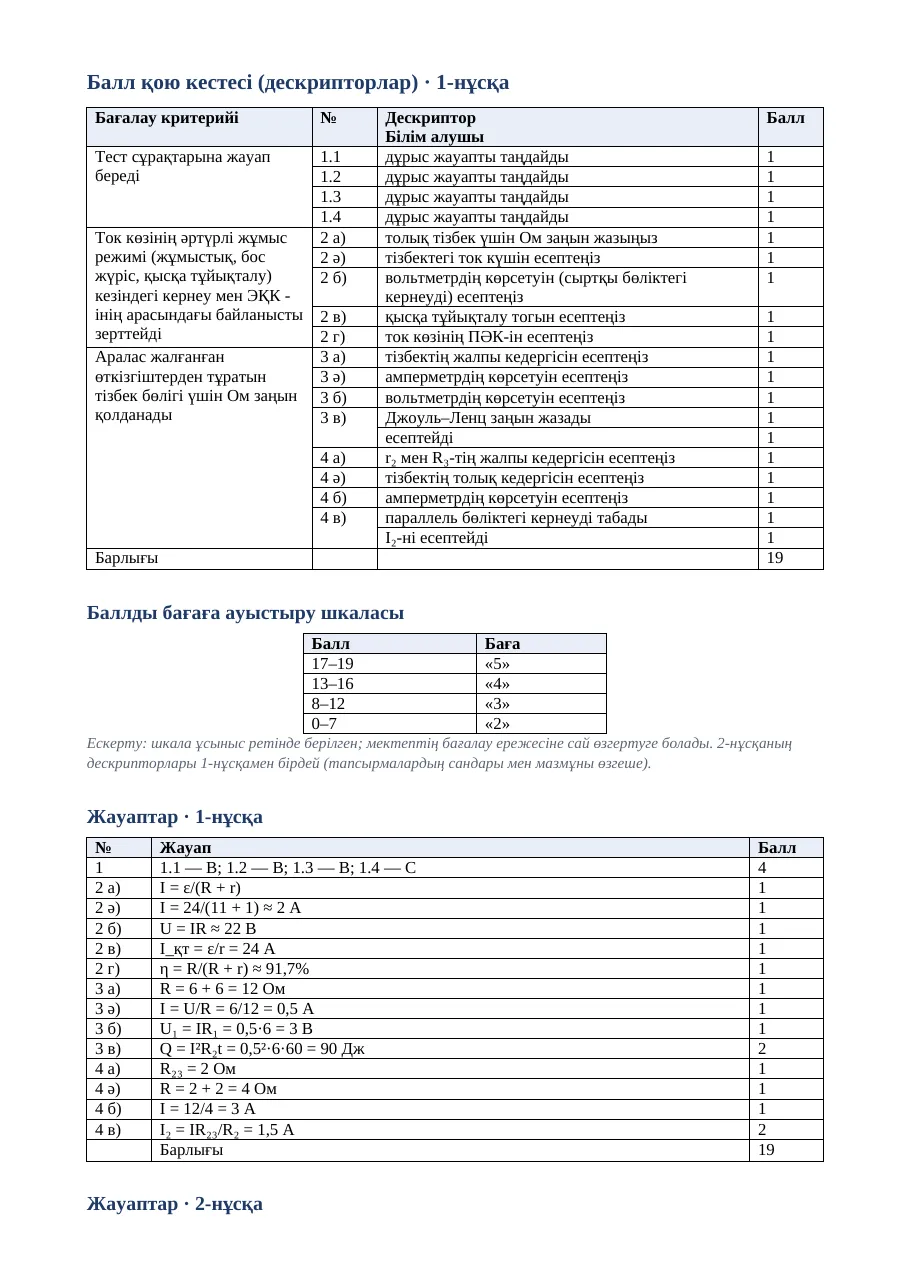 Балл қою кестесі (дескрипторлар) · 1-нұсқа
Бағалау критерийі № Дескриптор Балл
Білім алушы
Тест сұрақтарына жауап 1.1 дұрыс жауапты таңдайды 1
береді 1.2 дұрыс жауапты таңдайды 1
1.3 дұрыс жауапты таңдайды 1
1.4 дұрыс жауапты таңдайды 1
Ток көзінің әртүрлі жұмыс 2 а) толық тізбек үшін Ом заңын жазыңыз 1
режимі (жұмыстық, бос 2 ә) тізбектегі ток күшін есептеңіз 1
жүріс, қысқа тұйықталу) 2 б) вольтметрдің көрсетуін (сыртқы бөліктегі 1
кезіндегі кернеу мен ЭҚК - кернеуді) есептеңіз
інің арасындағы байланысты 2 в) қысқа тұйықталу тогын есептеңіз 1
зерттейді 2 г) ток көзінің ПӘК-ін есептеңіз 1
Аралас жалғанған 3 а) тізбектің жалпы кедергісін есептеңіз 1
өткізгіштерден тұратын 3 ә) амперметрдің көрсетуін есептеңіз 1
тізбек бөлігі үшін Ом заңын 3 б) вольтметрдің көрсетуін есептеңіз 1
қолданады 3 в) Джоуль–Ленц заңын жазады 1
есептейді 1
4 а) r₂ мен R₃-тің жалпы кедергісін есептеңіз 1
4 ә) тізбектің толық кедергісін есептеңіз 1
4 б) амперметрдің көрсетуін есептеңіз 1
4 в) параллель бөліктегі кернеуді табады 1
I₂-ні есептейді 1
Барлығы 19
Баллды бағаға ауыстыру шкаласы
Балл Баға
17–19 «5»
13–16 «4»
8–12 «3»
0–7 «2»
Ескерту: шкала ұсыныс ретінде берілген; мектептің бағалау ережесіне сай өзгертуге болады. 2-нұсқаның
дескрипторлары 1-нұсқамен бірдей (тапсырмалардың сандары мен мазмұны өзгеше).
Жауаптар · 1-нұсқа
№ Жауап Балл
1 1.1 — B; 1.2 — B; 1.3 — B; 1.4 — C 4
2 а) I = ε/(R + r) 1
2 ә) I = 24/(11 + 1) ≈ 2 А 1
2 б) U = IR ≈ 22 В 1
2 в) I_қт = ε/r = 24 А 1
2 г) η = R/(R + r) ≈ 91,7% 1
3 а) R = 6 + 6 = 12 Ом 1
3 ә) I = U/R = 6/12 = 0,5 А 1
3 б) U₁ = IR₁ = 0,5·6 = 3 В 1
3 в) Q = I²R₂t = 0,5²·6·60 = 90 Дж 2
4 а) R₂₃ = 2 Ом 1
4 ә) R = 2 + 2 = 4 Ом 1
4 б) I = 12/4 = 3 А 1
4 в) I₂ = IR₂₃/R₂ = 1,5 А 2
Барлығы 19
Жауаптар · 2-нұсқа